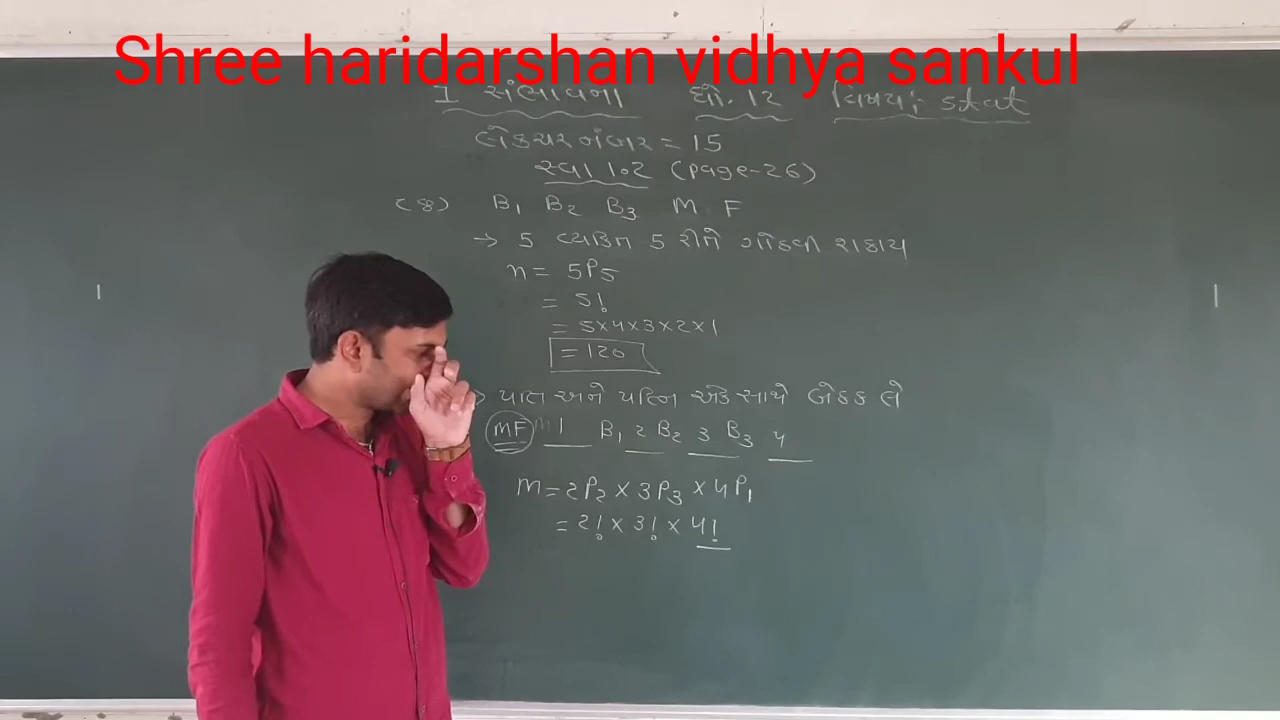 Shree haridarshan vidhya sankul
1 સંભાવના ધો. 12 વિષય:- stat
લેકચર નંબર = 15
સ્વા 1.2 (page-26)
(8) B₁ B₂ B₃ M F
→ 5 વ્યકિત 5 રીતે ગોઠવી શકાય
n = 5P5
= 5!
= 5×4×3×2×1
= 120
→ પતિ અને પત્નિ એક સાથે બેઠક લે
MF 1 B₁ 2 B₂ 3 B₃ 4
m = 2P₂ × 3P₃ × 4P₁
= 2! × 3! × 4!